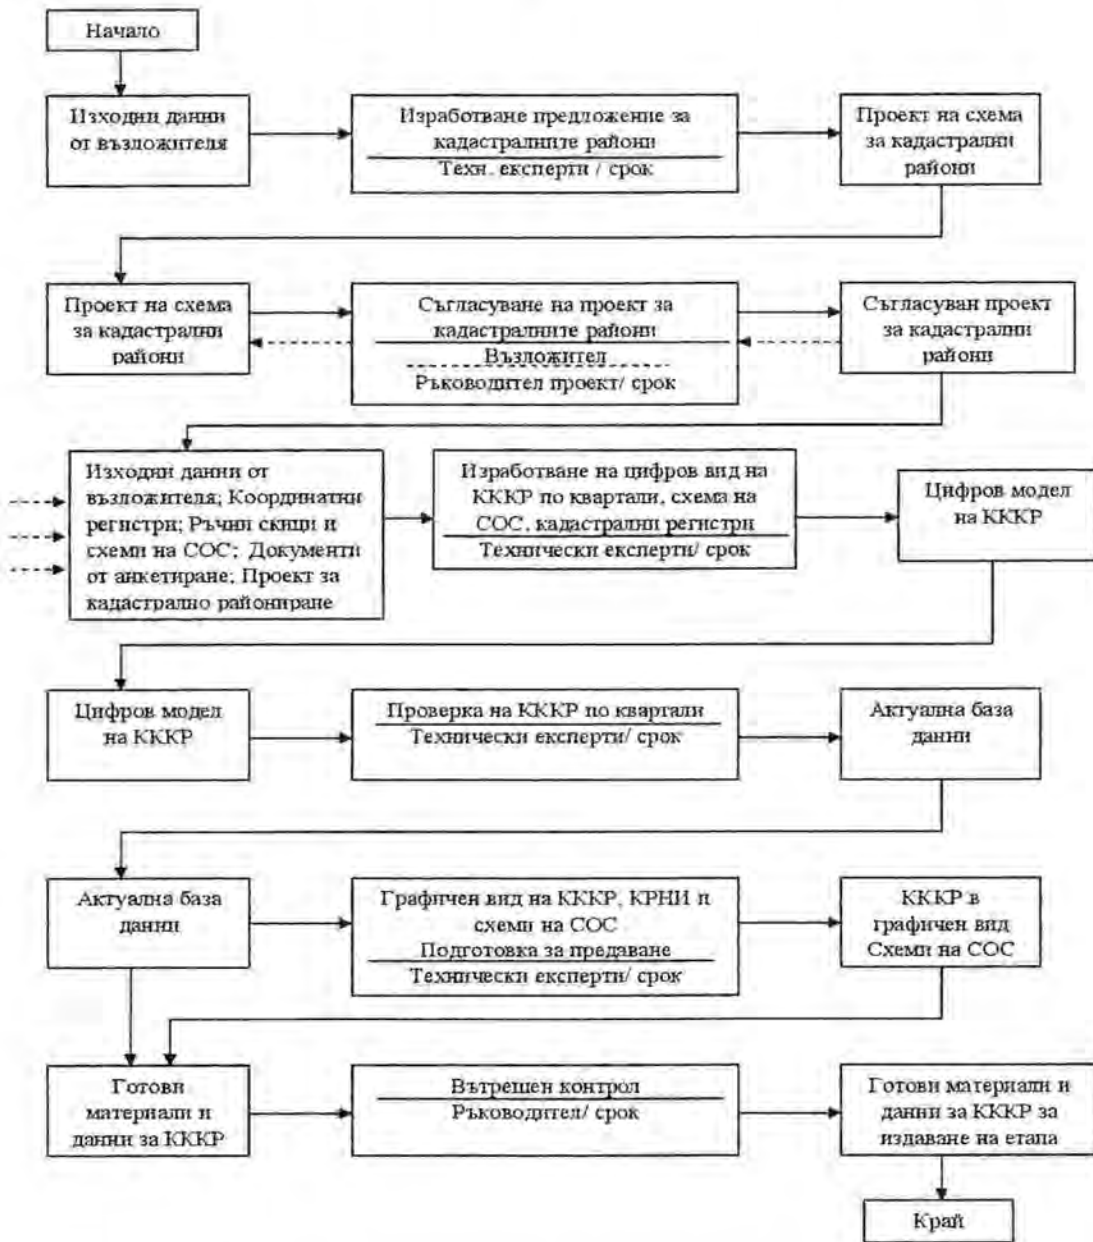 Начало
Изходни данни
от възложителя
Изработване предложение за
кадастралните райони
Техн. експерти / срок
Проект на схема
за кадастрални
райони
Проект на схема
за кадастрални
райони
Съгласуване на проект за
кадастралните райони
Възложител
Ръководител проект/ срок
Съгласуван проект
за кадастрални
райони
Изходян данни от
възложителя; Координатни
регистри; Ръчни скици и
схеми на СОС; Документи
от анкетиране; Проект за
кадастрално райониране
Изработване на цифров вид на
КККР по квартали, схема на
СОС, кадастрални регистри
Технически експерти/ срок
Цифров модел
на КККР
Цифров модел
на КККР
Проверка на КККР по квартали
Технически експерти/ срок
Актуална база
данни
Актуална база
данни
Графичен вид на КККР, КРНИ и
схеми на СОС
Подготовка за предаване
Технически експерти/ срок
КККР в
графичен вид
Схеми на СОС
Готови
материали и
данни за КККР
Вътрешен контрол
Ръководител/ срок
Готови материали и
данни за КККР за
издаване на етапа
Край